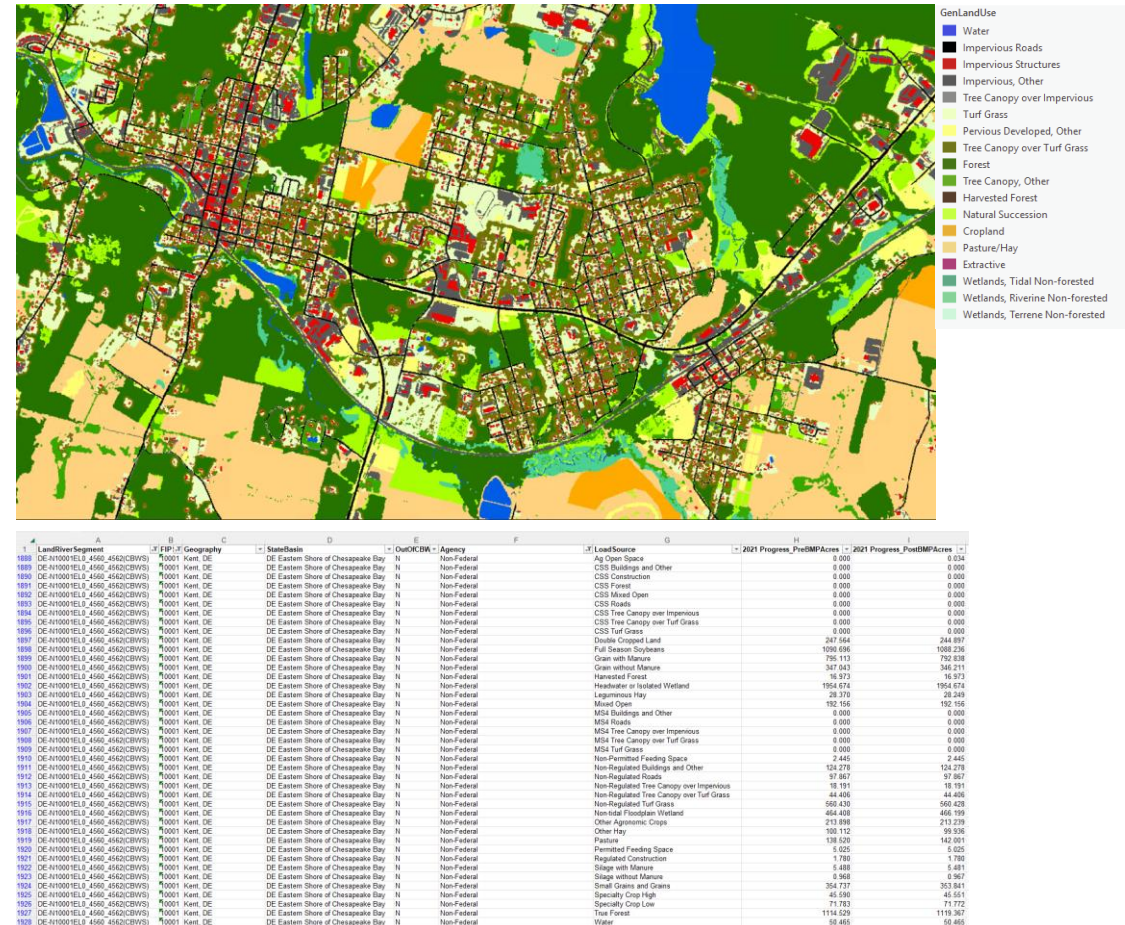 GenLandUse
Water
Impervious Roads
Impervious Structures
Impervious, Other
Tree Canopy over Impervious
Turf Grass
Pervious Developed, Other
Tree Canopy over Turf Grass
Forest
Tree Canopy, Other
Harvested Forest
Natural Succession
Cropland
Pasture/Hay
Extractive
Wetlands, Tidal Non-forested
Wetlands, Riverine Non-forested
Wetlands, Terrene Non-forested
A B C D E F G H I
1 LandRiverSegment FIPS Geography StateBasin OutOfCBW Agency LoadSource 2021 Progress_PreBMPAcres 2021 Progress_PostBMPAcres
1888 DE-N10001EL0_4560_4562(CBWS) 10001 Kent, DE DE Eastern Shore of Chesapeake Bay N Non-Federal Ag Open Space 0.000 0.034
1889 DE-N10001EL0_4560_4562(CBWS) 10001 Kent, DE DE Eastern Shore of Chesapeake Bay N Non-Federal CSS Buildings and Other 0.000 0.000
1890 DE-N10001EL0_4560_4562(CBWS) 10001 Kent, DE DE Eastern Shore of Chesapeake Bay N Non-Federal CSS Construction 0.000 0.000
1891 DE-N10001EL0_4560_4562(CBWS) 10001 Kent, DE DE Eastern Shore of Chesapeake Bay N Non-Federal CSS Forest 0.000 0.000
1892 DE-N10001EL0_4560_4562(CBWS) 10001 Kent, DE DE Eastern Shore of Chesapeake Bay N Non-Federal CSS Mixed Open 0.000 0.000
1893 DE-N10001EL0_4560_4562(CBWS) 10001 Kent, DE DE Eastern Shore of Chesapeake Bay N Non-Federal CSS Roads 0.000 0.000
1894 DE-N10001EL0_4560_4562(CBWS) 10001 Kent, DE DE Eastern Shore of Chesapeake Bay N Non-Federal CSS Tree Canopy over Impervious 0.000 0.000
1895 DE-N10001EL0_4560_4562(CBWS) 10001 Kent, DE DE Eastern Shore of Chesapeake Bay N Non-Federal CSS Tree Canopy over Turf Grass 0.000 0.000
1896 DE-N10001EL0_4560_4562(CBWS) 10001 Kent, DE DE Eastern Shore of Chesapeake Bay N Non-Federal CSS Turf Grass 0.000 0.000
1897 DE-N10001EL0_4560_4562(CBWS) 10001 Kent, DE DE Eastern Shore of Chesapeake Bay N Non-Federal Double Cropped Land 247.564 244.897
1898 DE-N10001EL0_4560_4562(CBWS) 10001 Kent, DE DE Eastern Shore of Chesapeake Bay N Non-Federal Full Season Soybeans 1090.696 1088.236
1899 DE-N10001EL0_4560_4562(CBWS) 10001 Kent, DE DE Eastern Shore of Chesapeake Bay N Non-Federal Grain with Manure 795.113 792.838
1900 DE-N10001EL0_4560_4562(CBWS) 10001 Kent, DE DE Eastern Shore of Chesapeake Bay N Non-Federal Grain without Manure 347.043 346.211
1901 DE-N10001EL0_4560_4562(CBWS) 10001 Kent, DE DE Eastern Shore of Chesapeake Bay N Non-Federal Harvested Forest 16.973 16.973
1902 DE-N10001EL0_4560_4562(CBWS) 10001 Kent, DE DE Eastern Shore of Chesapeake Bay N Non-Federal Headwater or Isolated Wetland 1954.674 1954.674
1903 DE-N10001EL0_4560_4562(CBWS) 10001 Kent, DE DE Eastern Shore of Chesapeake Bay N Non-Federal Leguminous Hay 28.370 28.249
1904 DE-N10001EL0_4560_4562(CBWS) 10001 Kent, DE DE Eastern Shore of Chesapeake Bay N Non-Federal Mixed Open 192.156 192.156
1905 DE-N10001EL0_4560_4562(CBWS) 10001 Kent, DE DE Eastern Shore of Chesapeake Bay N Non-Federal MS4 Buildings and Other 0.000 0.000
1906 DE-N10001EL0_4560_4562(CBWS) 10001 Kent, DE DE Eastern Shore of Chesapeake Bay N Non-Federal MS4 Roads 0.000 0.000
1907 DE-N10001EL0_4560_4562(CBWS) 10001 Kent, DE DE Eastern Shore of Chesapeake Bay N Non-Federal MS4 Tree Canopy over Impervious 0.000 0.000
1908 DE-N10001EL0_4560_4562(CBWS) 10001 Kent, DE DE Eastern Shore of Chesapeake Bay N Non-Federal MS4 Tree Canopy over Turf Grass 0.000 0.000
1909 DE-N10001EL0_4560_4562(CBWS) 10001 Kent, DE DE Eastern Shore of Chesapeake Bay N Non-Federal MS4 Turf Grass 0.000 0.000
1910 DE-N10001EL0_4560_4562(CBWS) 10001 Kent, DE DE Eastern Shore of Chesapeake Bay N Non-Federal Non-Permitted Feeding Space 2.445 2.445
1911 DE-N10001EL0_4560_4562(CBWS) 10001 Kent, DE DE Eastern Shore of Chesapeake Bay N Non-Federal Non-Regulated Buildings and Other 124.278 124.278
1912 DE-N10001EL0_4560_4562(CBWS) 10001 Kent, DE DE Eastern Shore of Chesapeake Bay N Non-Federal Non-Regulated Roads 97.867 97.867
1913 DE-N10001EL0_4560_4562(CBWS) 10001 Kent, DE DE Eastern Shore of Chesapeake Bay N Non-Federal Non-Regulated Tree Canopy over Impervious 18.191 18.191
1914 DE-N10001EL0_4560_4562(CBWS) 10001 Kent, DE DE Eastern Shore of Chesapeake Bay N Non-Federal Non-Regulated Tree Canopy over Turf Grass 44.406 44.406
1915 DE-N10001EL0_4560_4562(CBWS) 10001 Kent, DE DE Eastern Shore of Chesapeake Bay N Non-Federal Non-Regulated Turf Grass 560.430 560.428
1916 DE-N10001EL0_4560_4562(CBWS) 10001 Kent, DE DE Eastern Shore of Chesapeake Bay N Non-Federal Non-tidal Floodplain Wetland 464.408 466.199
1917 DE-N10001EL0_4560_4562(CBWS) 10001 Kent, DE DE Eastern Shore of Chesapeake Bay N Non-Federal Other Agronomic Crops 213.898 213.239
1918 DE-N10001EL0_4560_4562(CBWS) 10001 Kent, DE DE Eastern Shore of Chesapeake Bay N Non-Federal Other Hay 100.112 99.936
1919 DE-N10001EL0_4560_4562(CBWS) 10001 Kent, DE DE Eastern Shore of Chesapeake Bay N Non-Federal Pasture 138.520 142.001
1920 DE-N10001EL0_4560_4562(CBWS) 10001 Kent, DE DE Eastern Shore of Chesapeake Bay N Non-Federal Permitted Feeding Space 5.025 5.025
1921 DE-N10001EL0_4560_4562(CBWS) 10001 Kent, DE DE Eastern Shore of Chesapeake Bay N Non-Federal Regulated Construction 1.780 1.780
1922 DE-N10001EL0_4560_4562(CBWS) 10001 Kent, DE DE Eastern Shore of Chesapeake Bay N Non-Federal Silage with Manure 5.488 5.481
1923 DE-N10001EL0_4560_4562(CBWS) 10001 Kent, DE DE Eastern Shore of Chesapeake Bay N Non-Federal Silage without Manure 0.968 0.967
1924 DE-N10001EL0_4560_4562(CBWS) 10001 Kent, DE DE Eastern Shore of Chesapeake Bay N Non-Federal Small Grains and Grains 354.737 353.841
1925 DE-N10001EL0_4560_4562(CBWS) 10001 Kent, DE DE Eastern Shore of Chesapeake Bay N Non-Federal Specialty Crop High 45.590 45.551
1926 DE-N10001EL0_4560_4562(CBWS) 10001 Kent, DE DE Eastern Shore of Chesapeake Bay N Non-Federal Specialty Crop Low 71.783 71.772
1927 DE-N10001EL0_4560_4562(CBWS) 10001 Kent, DE DE Eastern Shore of Chesapeake Bay N Non-Federal True Forest 1114.529 1119.367
1928 DE-N10001EL0_4560_4562(CBWS) 10001 Kent, DE DE Eastern Shore of Chesapeake Bay N Non-Federal Water 50.465 50.465